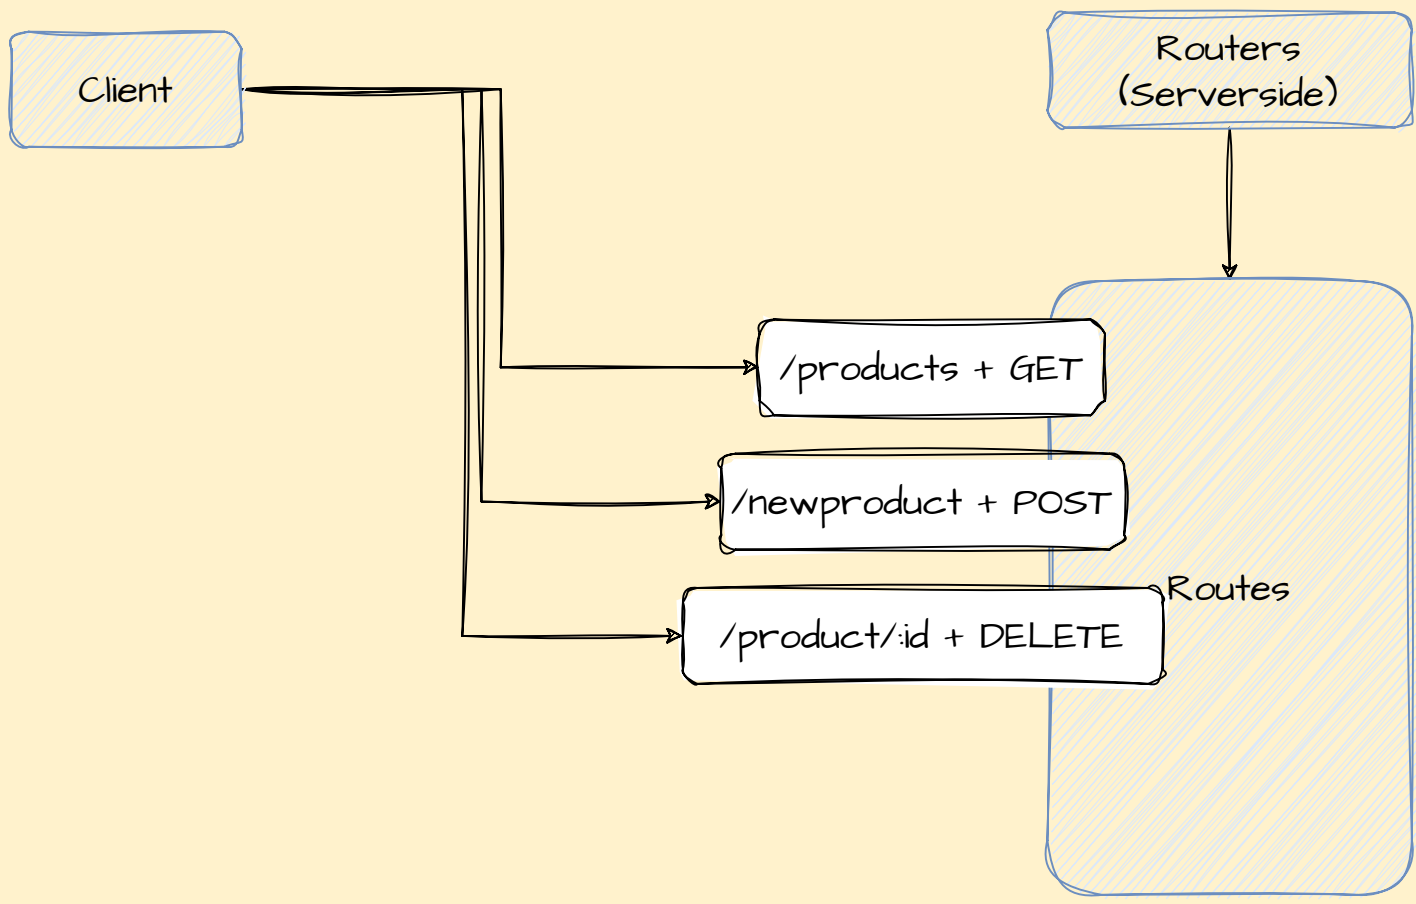 Client
Routers
(Serverside)
/products + GET
/newproduct + POST
Routes
/product/:id + DELETE